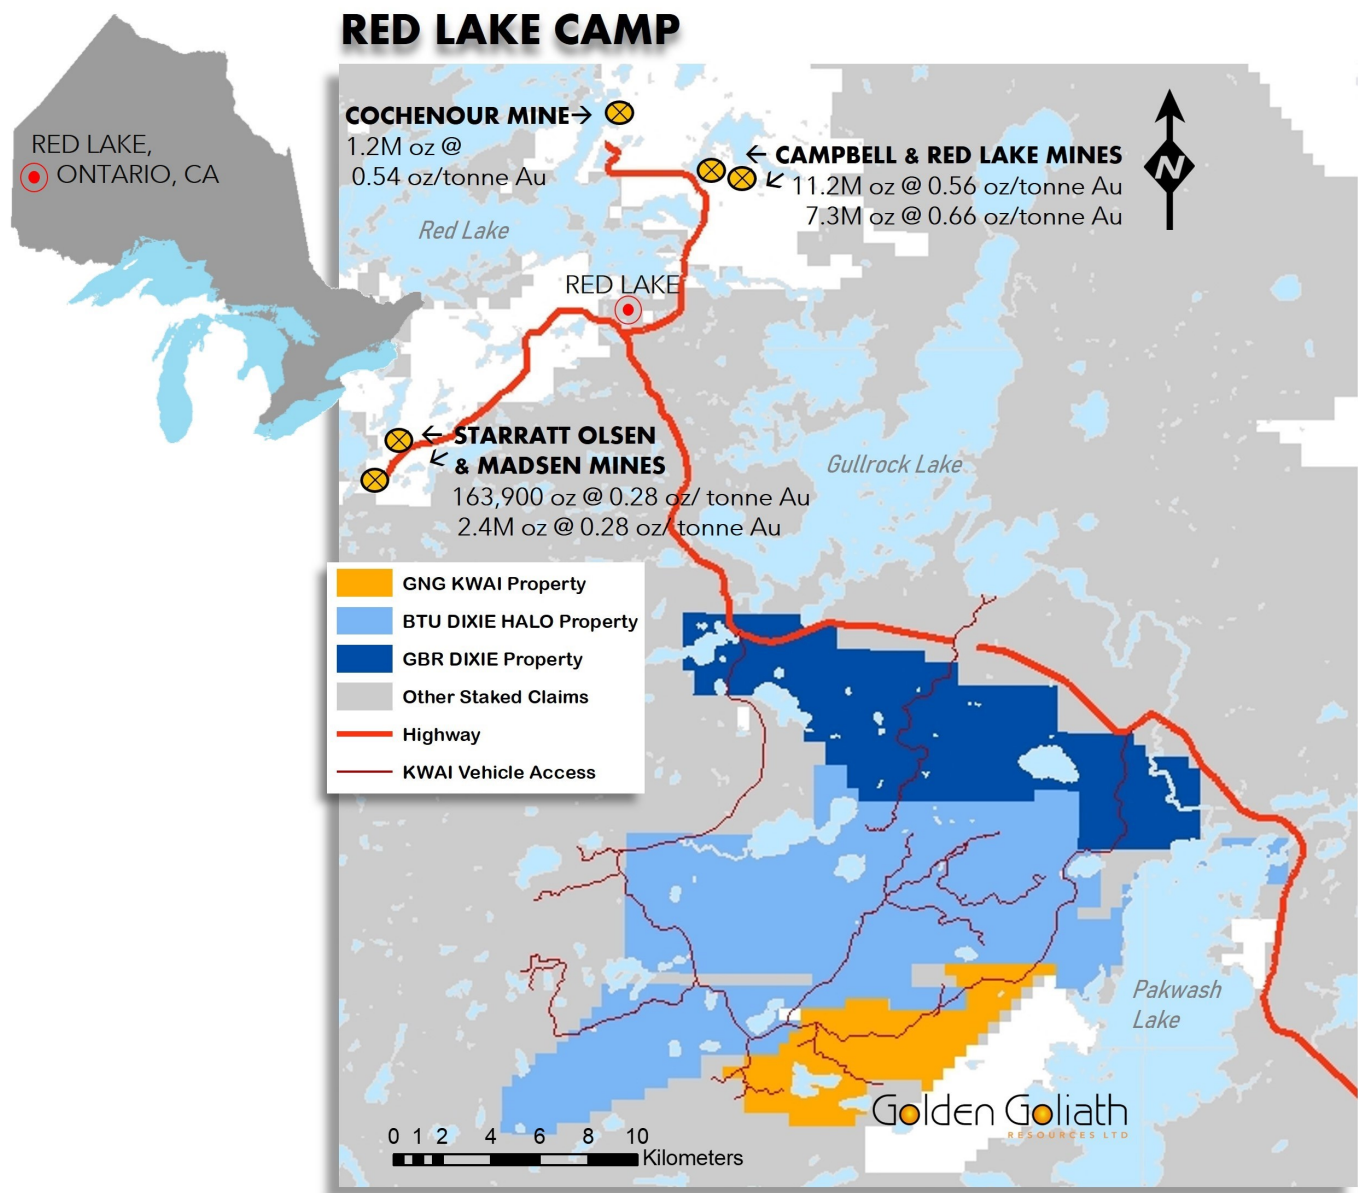 RED LAKE CAMP
RED LAKE,
ONTARIO, CA
COCHENOUR MINE→
1.2M oz @
0.54 oz/tonne Au
← CAMPBELL & RED LAKE MINES
↙ 11.2M oz @ 0.56 oz/tonne Au
7.3M oz @ 0.66 oz/tonne Au
N
Red Lake
RED LAKE
← STARRATT OLSEN
↙ & MADSEN MINES
163,900 oz @ 0.28 oz/ tonne Au
2.4M oz @ 0.28 oz/ tonne Au
Gullrock Lake
GNG KWAI Property
BTU DIXIE HALO Property
GBR DIXIE Property
Other Staked Claims
Highway
KWAI Vehicle Access
Pakwash
Lake
Golden Goliath
RESOURCES LTD
0 1 2 4 6 8 10
Kilometers